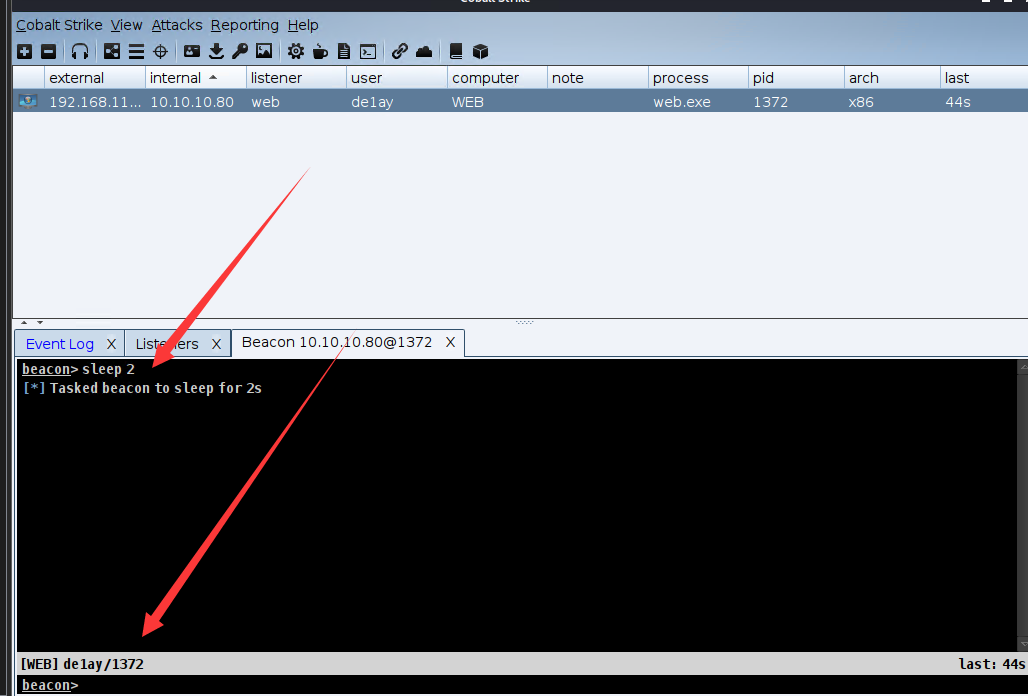 Cobalt Strike
Cobalt Strike View Attacks Reporting Help
external internal listener user computer note process pid arch last
192.168.11... 10.10.10.80 web de1ay WEB web.exe 1372 x86 44s
Event Log X Listeners X Beacon 10.10.10.80@1372 X
beacon> sleep 2
[*] Tasked beacon to sleep for 2s
[WEB] de1ay/1372 last: 44s
beacon>